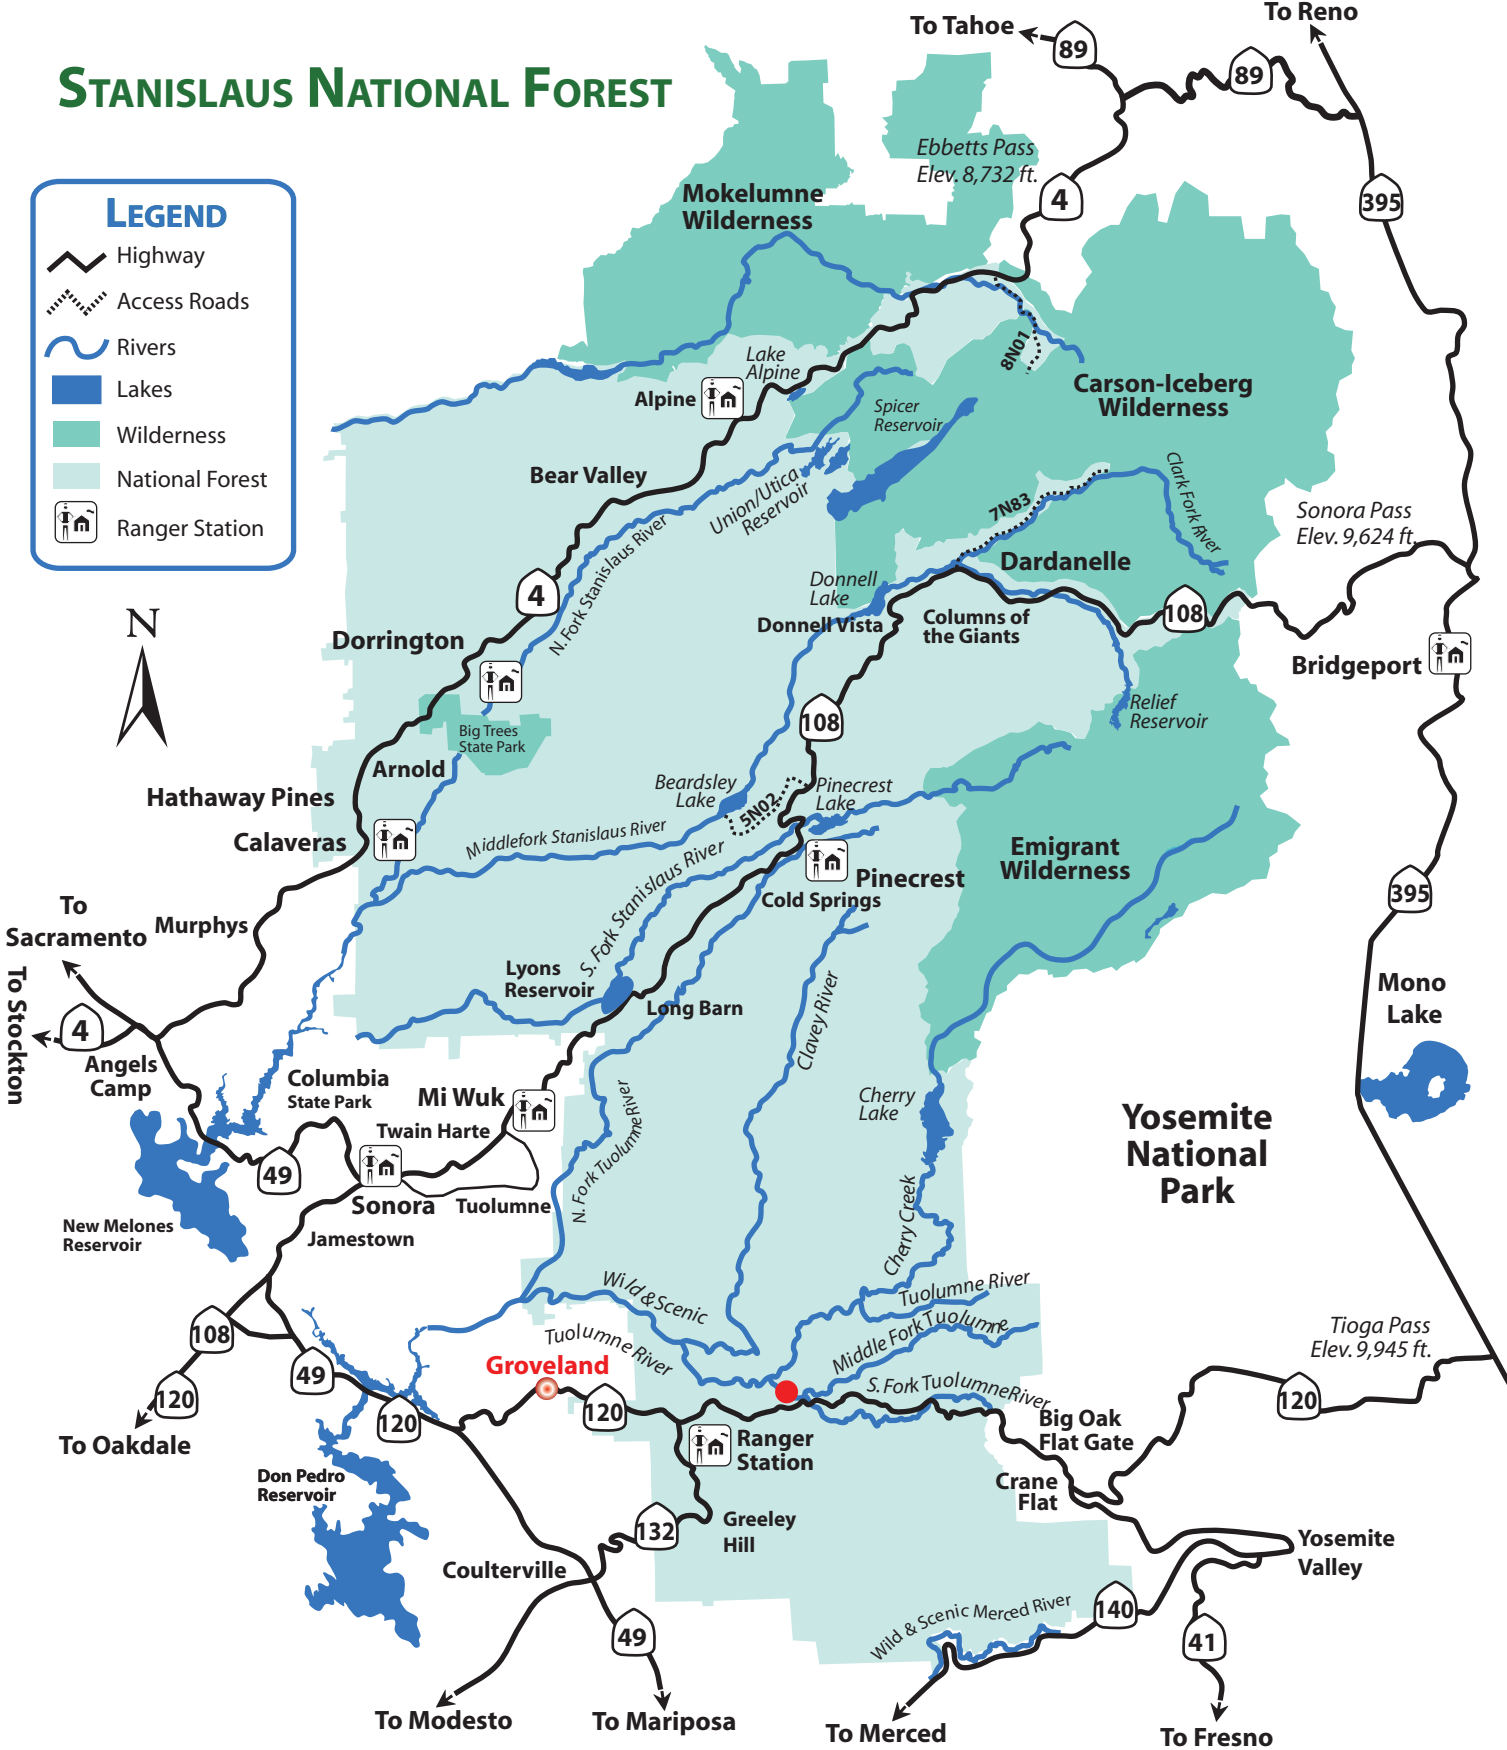 To Tahoe
To Reno
89
89
STANISLAUS NATIONAL FOREST
Ebbetts Pass
Elev. 8,732 ft.
4
395
Mokelumne
Wilderness
LEGEND
Highway
Access Roads
Rivers
Lakes
Wilderness
National Forest
Ranger Station
8N01
Lake
Alpine
Alpine
Carson-Iceberg
Wilderness
Spicer
Reservoir
Bear Valley
Union/Utica
Reservoir
Clark Fork River
7N83
Sonora Pass
Elev. 9,624 ft.
N. Fork Stanislaus River
Dardanelle
Donnell
Lake
4
N
Donnell Vista
Columns of
the Giants
108
Dorrington
Bridgeport
Relief
Reservoir
108
Big Trees
State Park
Arnold
Hathaway Pines
Beardsley
Lake
5N02
Pinecrest
Lake
Calaveras
Middlefork Stanislaus River
Emigrant
Wilderness
S. Fork Stanislaus River
Pinecrest
Cold Springs
395
To
Sacramento
Murphys
To Stockton
Lyons
Reservoir
Long Barn
Clavey River
Mono
Lake
4
Angels
Camp
Columbia
State Park
Mi Wuk
Twain Harte
Cherry
Lake
Yosemite
National
Park
N. Fork Tuolumne River
49
Sonora
Tuolumne
New Melones
Reservoir
Jamestown
Cherry Creek
Wild & Scenic
Tuolumne River
Tuolumne River
Middle Fork Tuolumne
108
Tioga Pass
Elev. 9,945 ft.
Groveland
49
S. Fork Tuolumne River
120
120
120
120
To Oakdale
Ranger
Station
Big Oak
Flat Gate
Don Pedro
Reservoir
Crane
Flat
132
Greeley
Hill
Yosemite
Valley
Coulterville
Wild & Scenic Merced River
140
49
41
To Modesto
To Mariposa
To Merced
To Fresno